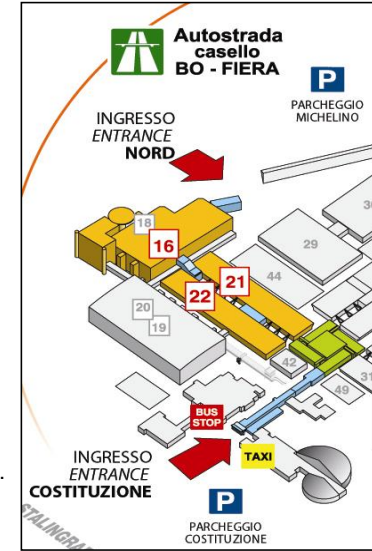 Autostrada
casello
BO - FIERA
P
PARCHEGGIO
MICHELINO
INGRESSO
ENTRANCE
NORD
18
16
29
44
21
22
20
19
42
49
31
BUS
STOP
TAXI
INGRESSO
ENTRANCE
COSTITUZIONE
P
PARCHEGGIO
COSTITUZIONE